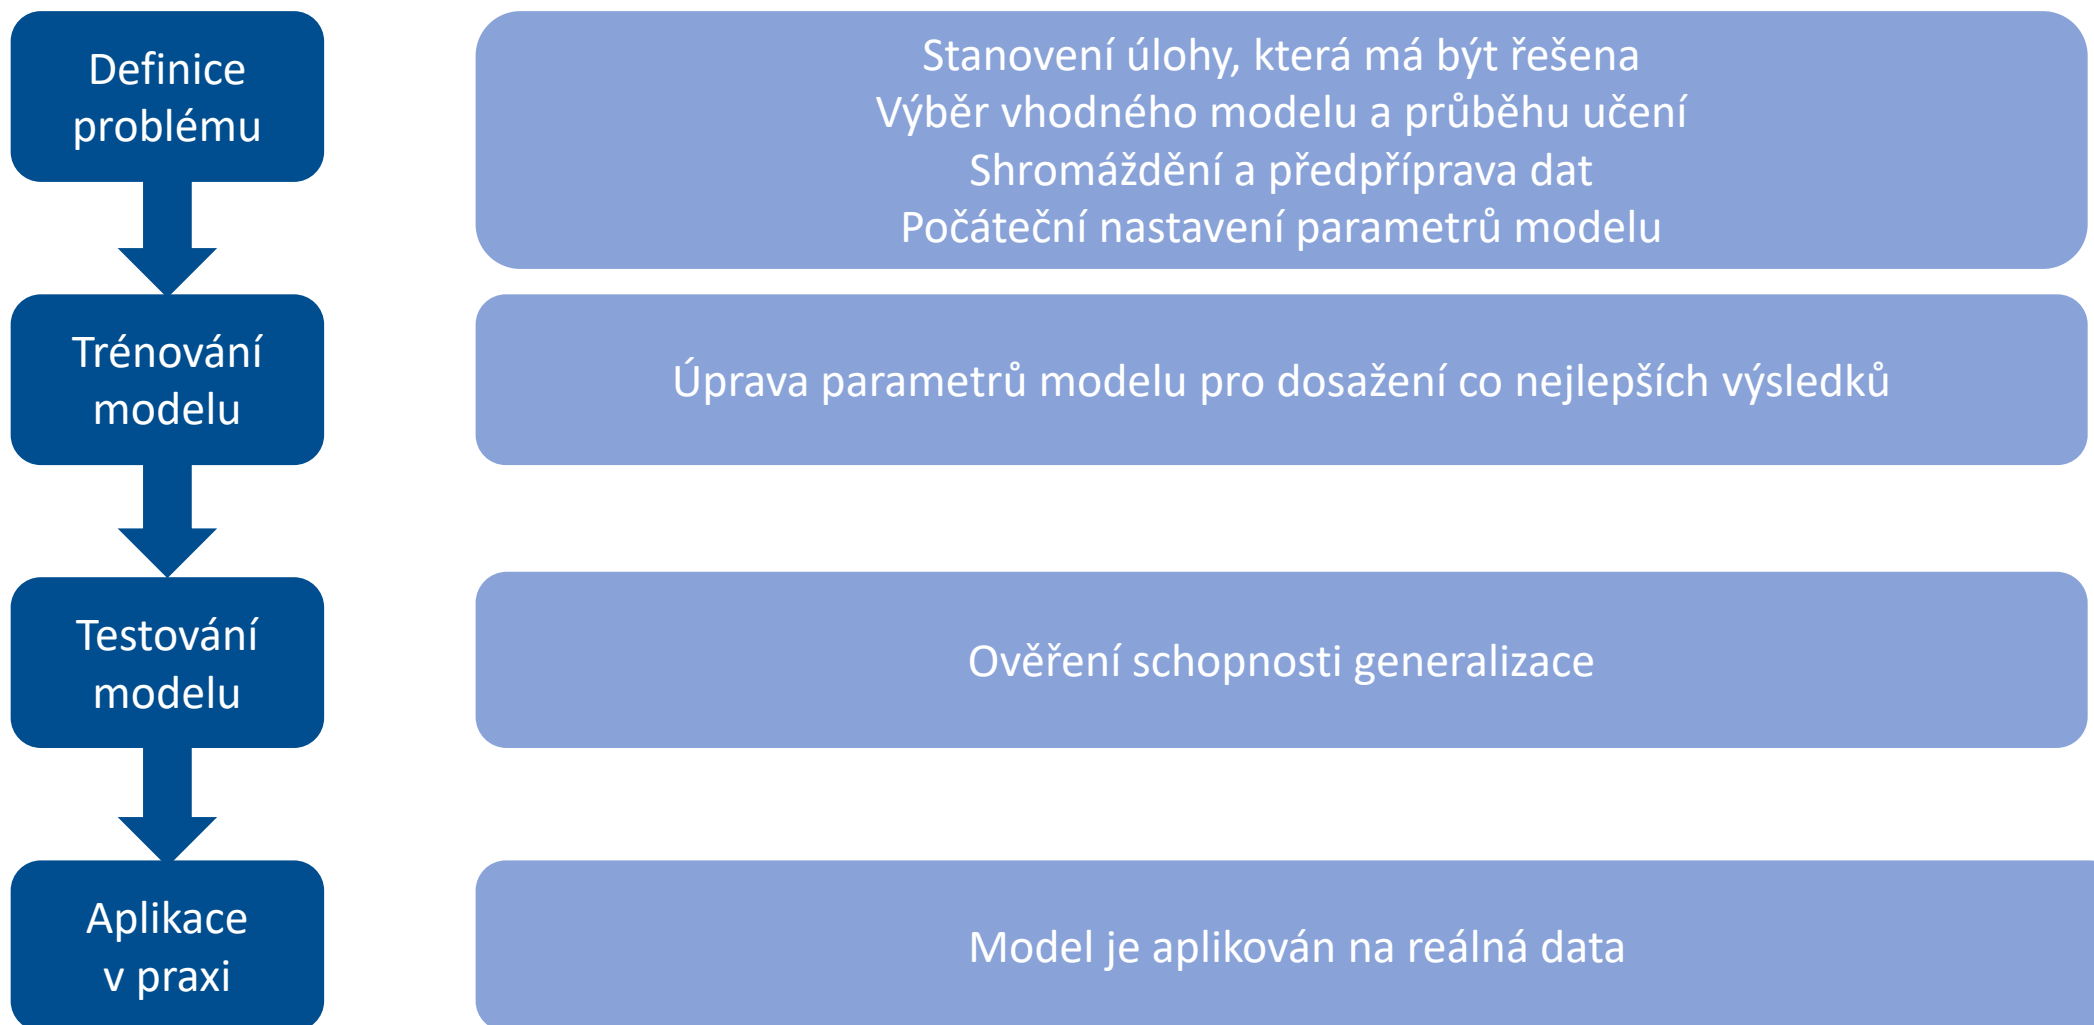 Definice
problému
Stanovení úlohy, která má být řešena
Výběr vhodného modelu a průběhu učení
Shromáždění a předpříprava dat
Počáteční nastavení parametrů modelu
Trénování
modelu
Úprava parametrů modelu pro dosažení co nejlepších výsledků
Testování
modelu
Ověření schopnosti generalizace
Aplikace
v praxi
Model je aplikován na reálná data